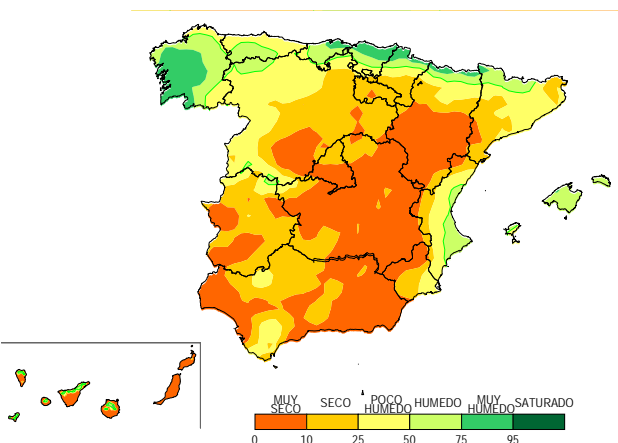 MUY SECO
SECO
POCO HUMEDO
HUMEDO
MUY HUMEDO
SATURADO
0 10 25 50 75 95